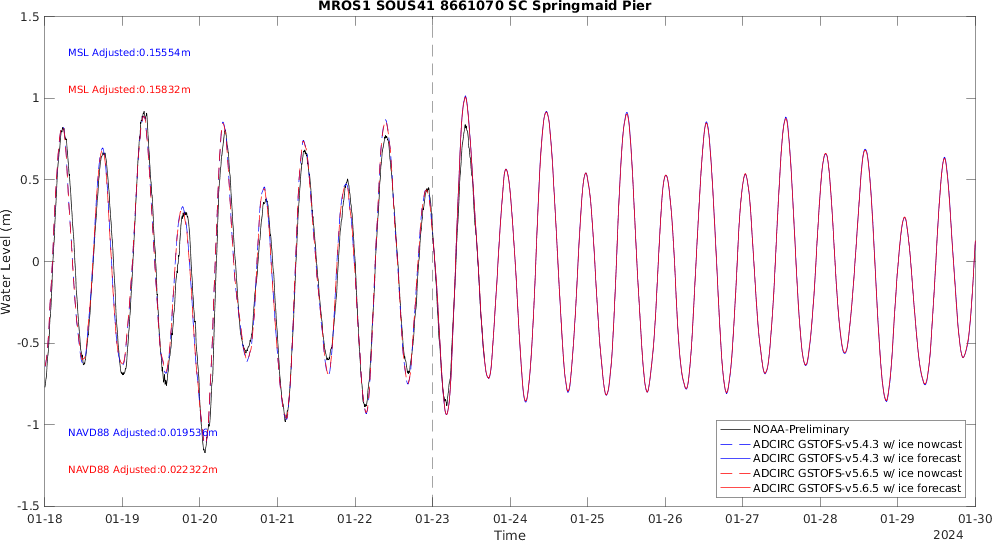 MROS1 SOUS41 8661070 SC Springmaid Pier
1.5
MSL Adjusted:0.15554m
MSL Adjusted:0.15832m
1
0.5
Water Level (m)
0
-0.5
-1
NAVD88 Adjusted:0.019536m
NAVD88 Adjusted:0.022322m
-1.5
NOAA-Preliminary
ADCIRC GSTOFS-v5.4.3 w/ ice nowcast
ADCIRC GSTOFS-v5.4.3 w/ ice forecast
ADCIRC GSTOFS-v5.6.5 w/ ice nowcast
ADCIRC GSTOFS-v5.6.5 w/ ice forecast
01-18 01-19 01-20 01-21 01-22 01-23 01-24 01-25 01-26 01-27 01-28 01-29 01-30
Time
2024